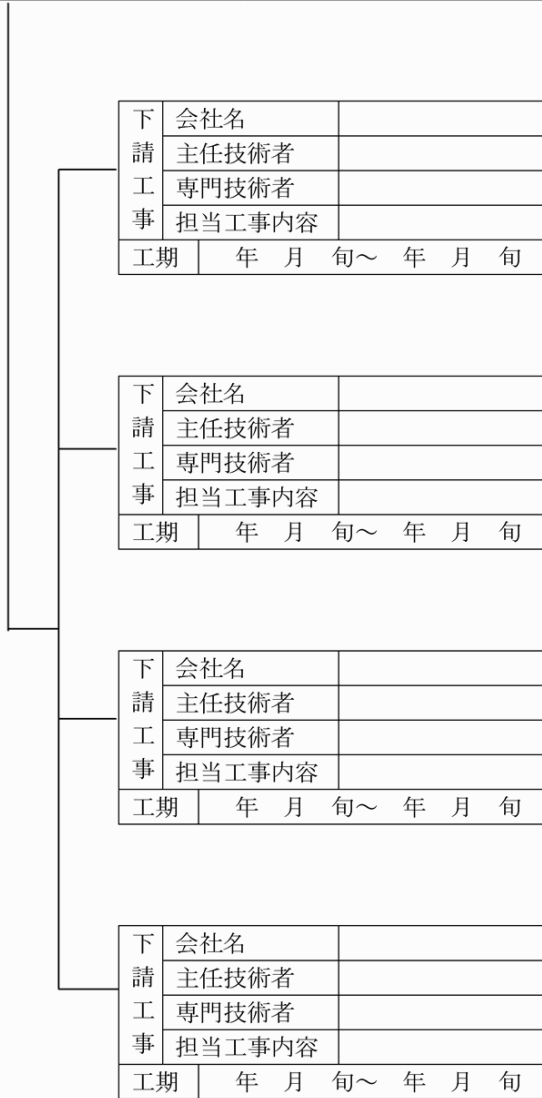 下請工事
会社名
主任技術者
専門技術者
担当工事内容
工期 年 月 旬～ 年 月 旬
下請工事
会社名
主任技術者
専門技術者
担当工事内容
工期 年 月 旬～ 年 月 旬
下請工事
会社名
主任技術者
専門技術者
担当工事内容
工期 年 月 旬～ 年 月 旬
下請工事
会社名
主任技術者
専門技術者
担当工事内容
工期 年 月 旬～ 年 月 旬